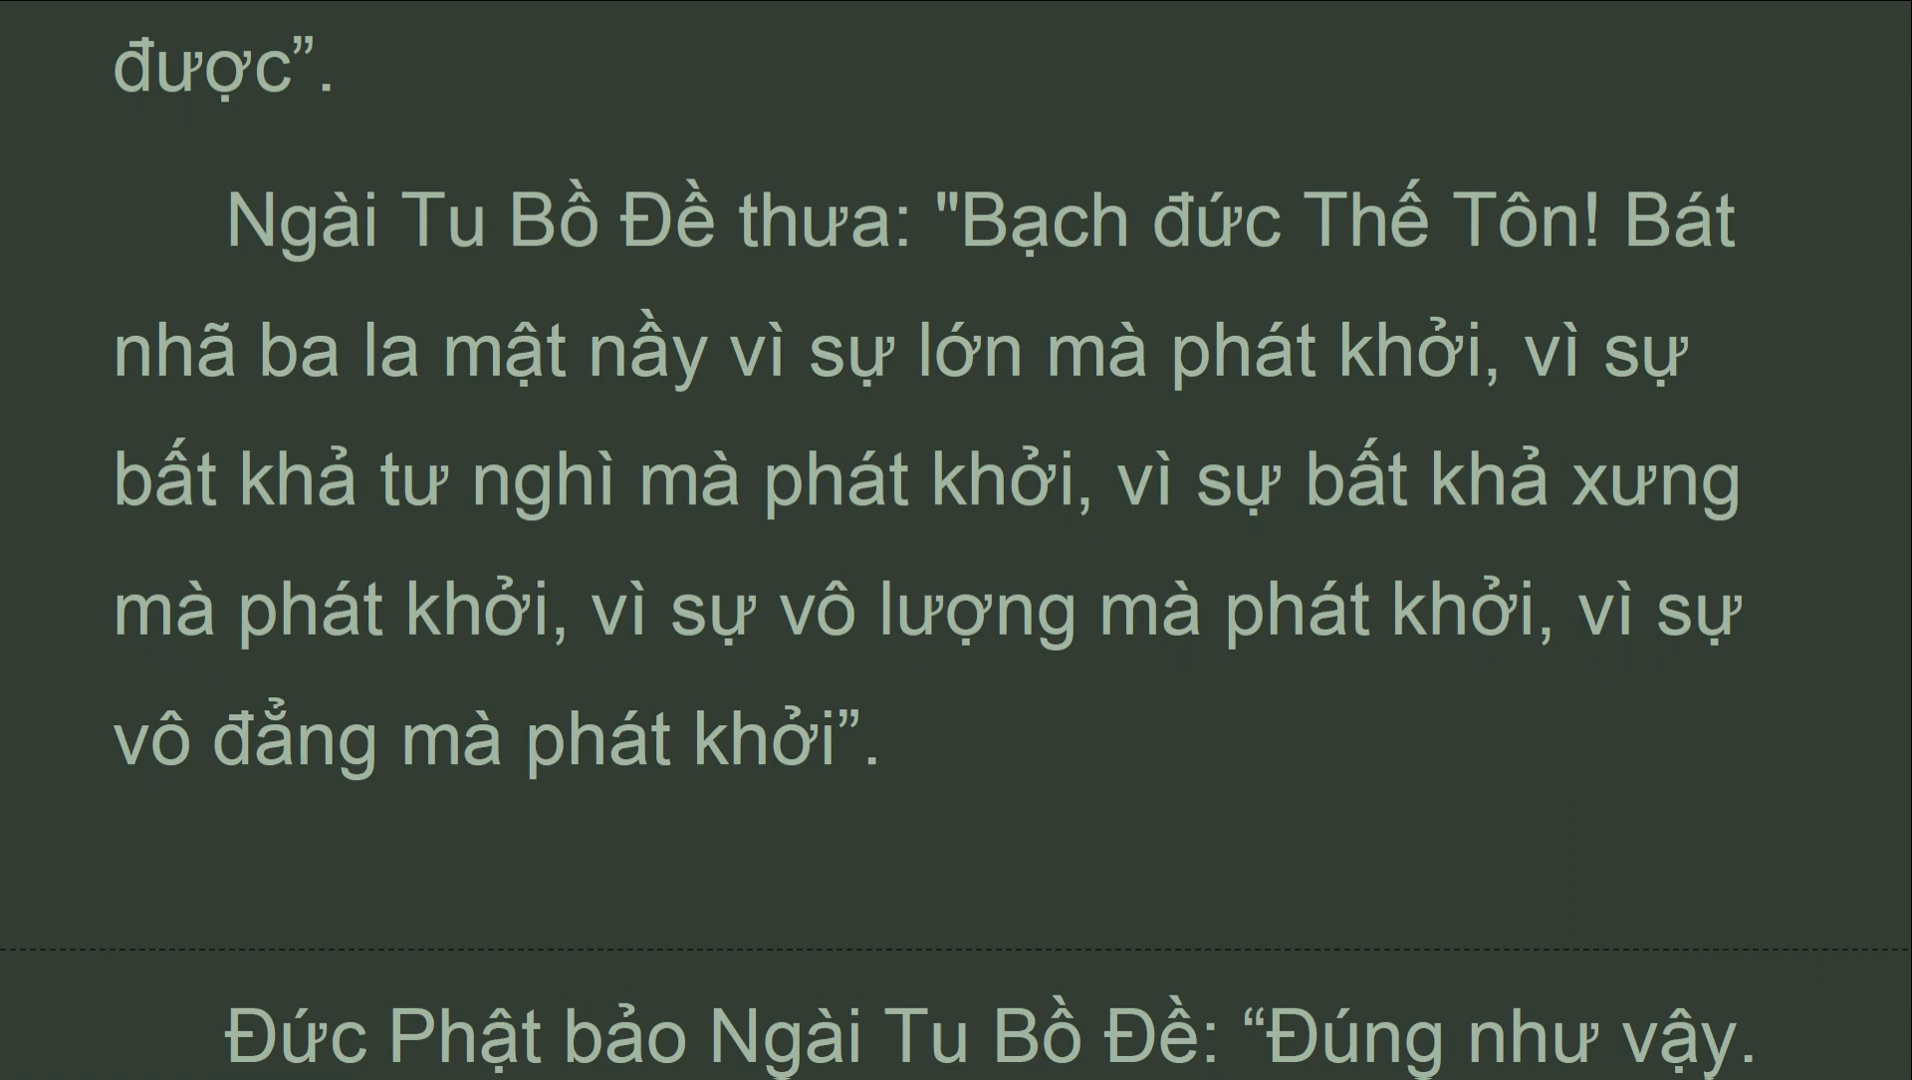 được”.
Ngài Tu Bồ Đề thưa: "Bạch đức Thế Tôn! Bát
nhã ba la mật nầy vì sự lớn mà phát khởi, vì sự
bất khả tư nghì mà phát khởi, vì sự bất khả xưng
mà phát khởi, vì sự vô lượng mà phát khởi, vì sự
vô đẳng mà phát khởi”.
Đức Phật bảo Ngài Tu Bồ Đề: “Đúng như vậy.